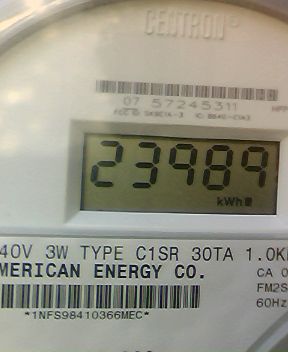 CENTRON®
07 57245311
23989
kWh
40V 3W TYPE C1SR 30TA 1.0K
MERICAN ENERGY CO.
CA 0
FM2S
60Hz
*1NFS98410366MEC*